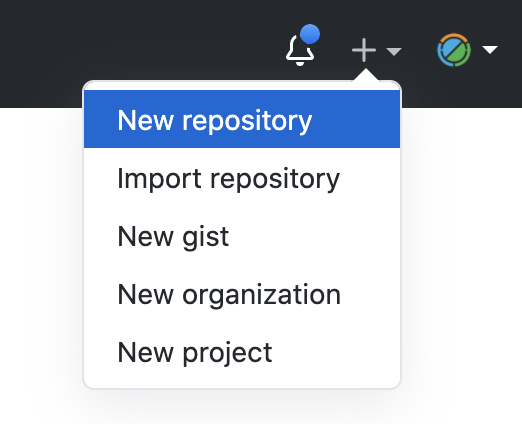 New repository
Import repository
New gist
New organization
New project